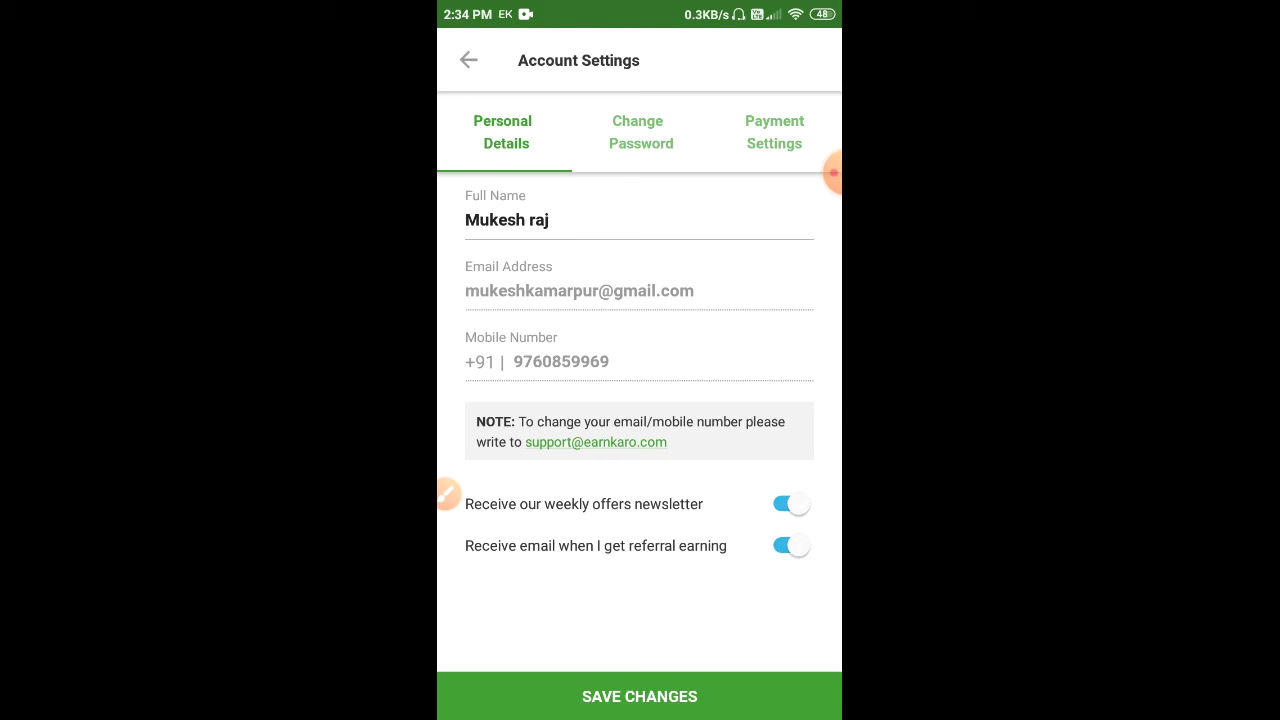 2:34 PM EK 0.3KB/s 48
Account Settings
Personal Details
Change Password
Payment Settings
Full Name
Mukesh raj
Email Address
mukeshkamarpur@gmail.com
Mobile Number
+91 | 9760859969
NOTE: To change your email/mobile number please
write to support@earnkaro.com
Receive our weekly offers newsletter
Receive email when I get referral earning
SAVE CHANGES